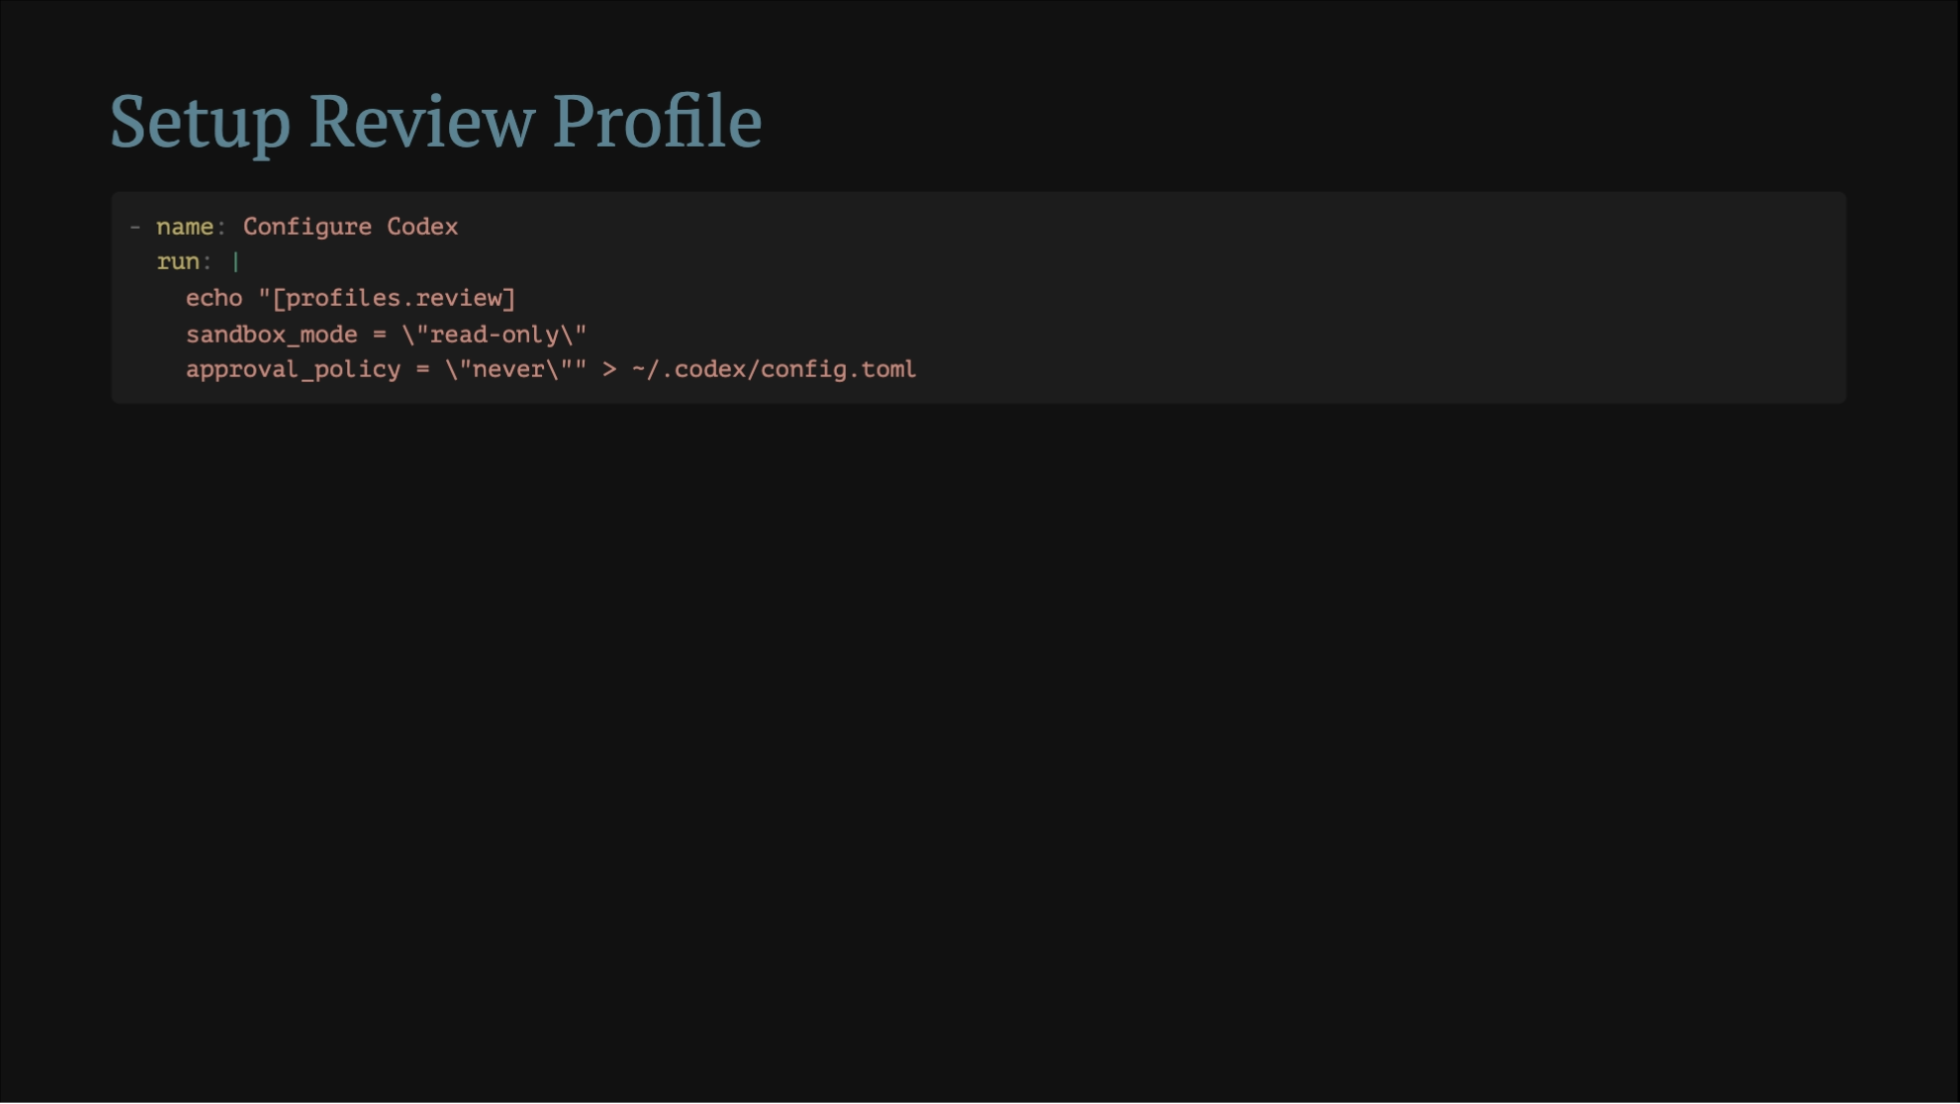 Setup Review Profile
- name: Configure Codex
  run: |
    echo "[profiles.review]
    sandbox_mode = \"read-only\"
    approval_policy = \"never\"" > ~/.codex/config.toml